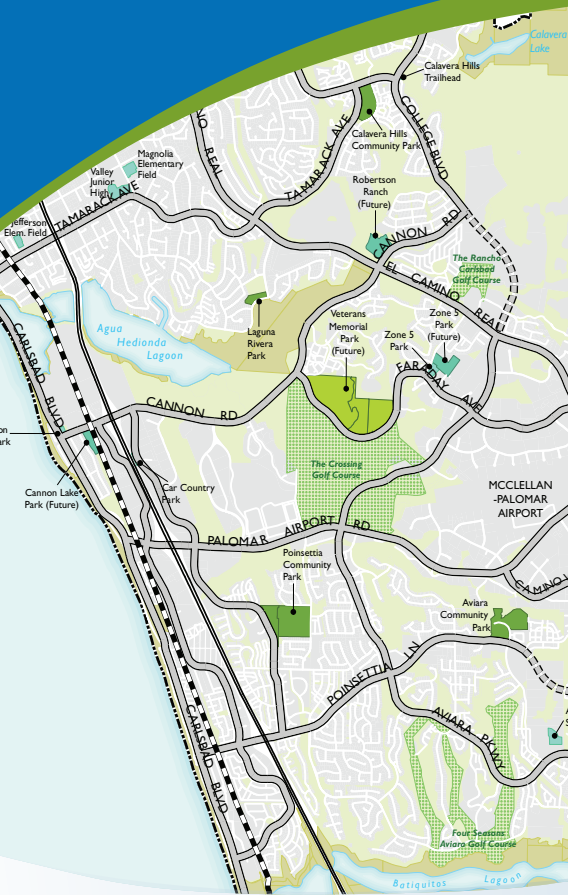 Calavera
Lake
Calavera Hills
Trailhead
COLLEGE BLVD
Calavera Hills
Community Park
TAMARACK AVE
REAL
Magnolia
Elementary
Field
Valley
Junior
High
TAMARACK AVE
Jefferson
Elem. Field
Robertson
Ranch
(Future)
CANNON RD
EL CAMINO REAL
The Rancho
Carlsbad
Golf Course
Agua
Hedionda
Lagoon
Laguna
Rivera
Park
Veterans
Memorial
Park
(Future)
Zone 5
Park
(Future)
Zone 5
Park
FARADAY AVE
CARLSBAD BLVD
CANNON RD
Cannon Lake
Park (Future)
Car Country
Park
The Crossing
Golf Course
MCCLELLAN
-PALOMAR
AIRPORT
PALOMAR AIRPORT RD
Poinsettia
Community
Park
CAMINO
Aviara
Community
Park
POINSETTIA LN
AVIARA PKWY
CARLSBAD BLVD
Four Seasons
Aviara Golf Course
Batiquitos Lagoon